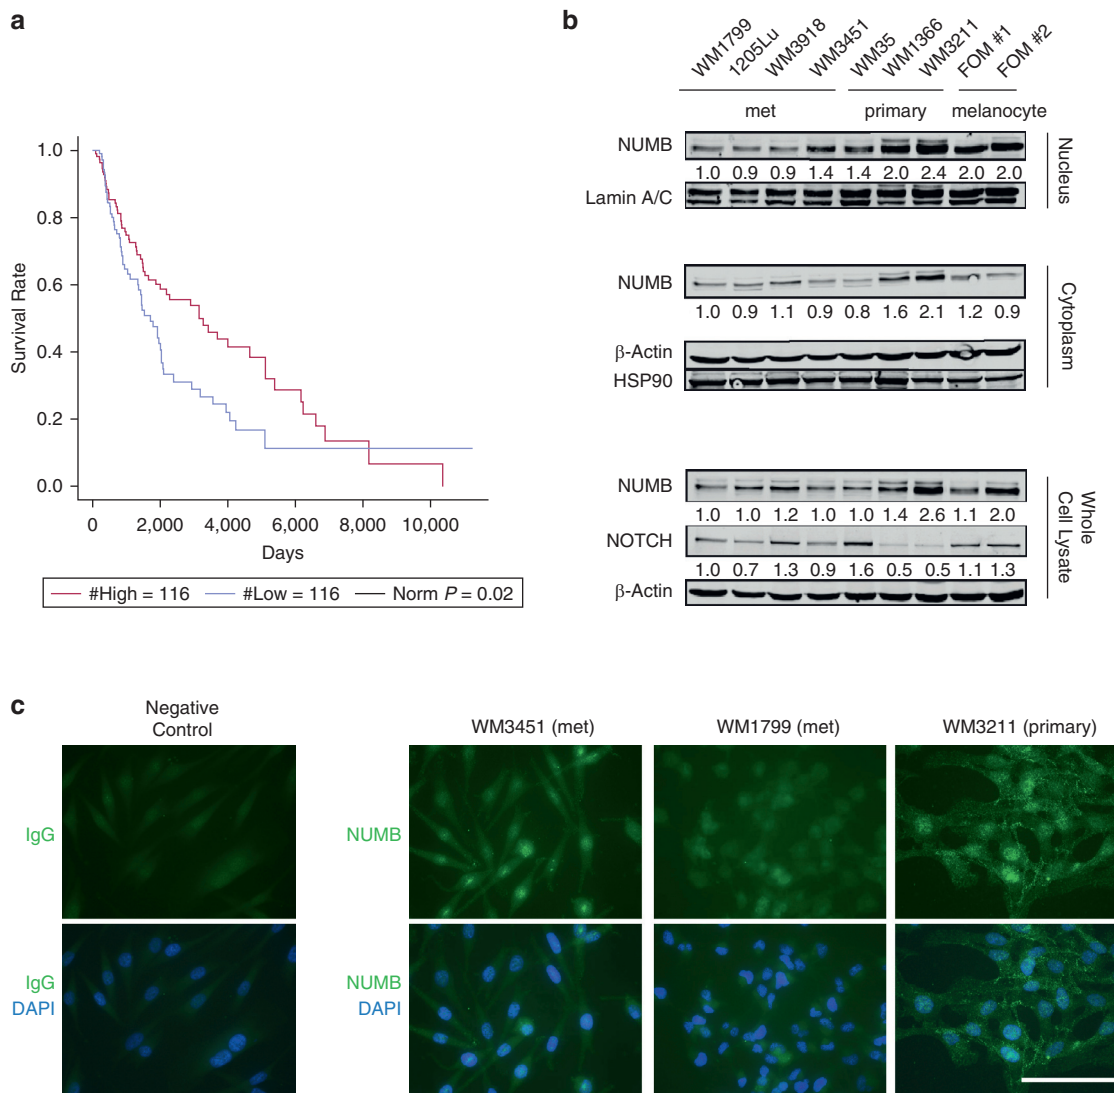 a
Survival Rate
1.0
0.8
0.6
0.4
0.2
0.0
0 2,000 4,000 6,000 8,000 10,000
Days
#High = 116 #Low = 116 Norm P = 0.02
b
WM1799 1205Lu WM3918 WM3451 WM35 WM1366 WM3211 FOM #1 FOM #2
met primary melanocyte
NUMB
1.0 0.9 0.9 1.4 1.4 2.0 2.4 2.0 2.0
Lamin A/C
Nucleus
NUMB
1.0 0.9 1.1 0.9 0.8 1.6 2.1 1.2 0.9
β-Actin
HSP90
Cytoplasm
NUMB
1.0 1.0 1.2 1.0 1.0 1.4 2.6 1.1 2.0
NOTCH
1.0 0.7 1.3 0.9 1.6 0.5 0.5 1.1 1.3
β-Actin
Whole
Cell Lysate
c
Negative
Control
WM3451 (met) WM1799 (met) WM3211 (primary)
IgG
NUMB
IgG
DAPI
NUMB
DAPI